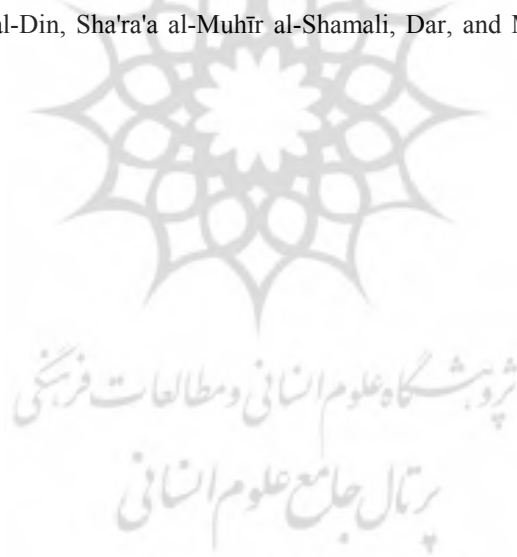 al-Din, Sha'ra'a al-Muhīr al-Shamali, Dar, and
پژوهشگاه علوم انسانی و مطالعات فرهنگی
پرتال جامع علوم انسانی